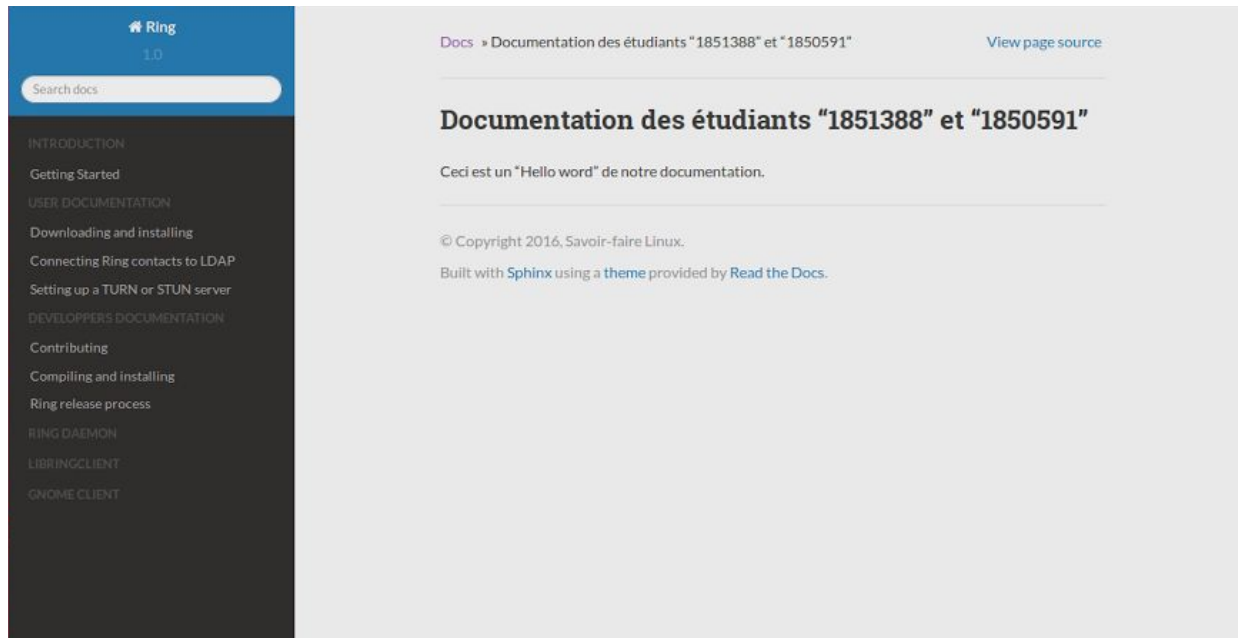 Ring
1.0
Search docs
INTRODUCTION
Getting Started
USER DOCUMENTATION
Downloading and installing
Connecting Ring contacts to LDAP
Setting up a TURN or STUN server
DEVELOPPERS DOCUMENTATION
Contributing
Compiling and installing
Ring release process
RING DAEMON
LIBRINGCLIENT
GNOME CLIENT
Docs » Documentation des étudiants “1851388” et “1850591”
View page source
Documentation des étudiants “1851388” et “1850591”
Ceci est un “Hello word” de notre documentation.
© Copyright 2016, Savoir-faire Linux.
Built with Sphinx using a theme provided by Read the Docs.